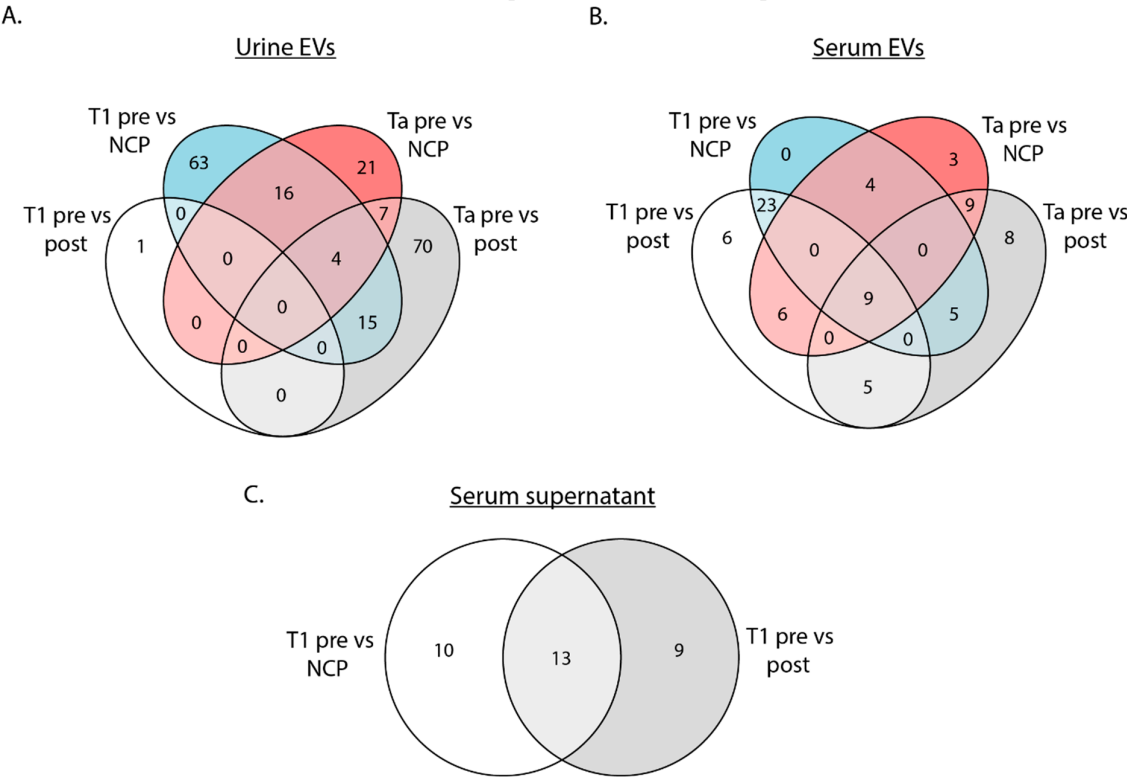 A.
Urine EVs
T1 pre vs
NCP
Ta pre vs
NCP
T1 pre vs
post
Ta pre vs
post
63
21
16
0
7
1
70
0
4
0
0
15
0
0
0
B.
Serum EVs
T1 pre vs
NCP
Ta pre vs
NCP
T1 pre vs
post
Ta pre vs
post
0
3
4
23
9
6
8
0
0
9
6
5
0
0
5
C.
Serum supernatant
T1 pre vs
NCP
10
13
9
T1 pre vs
post